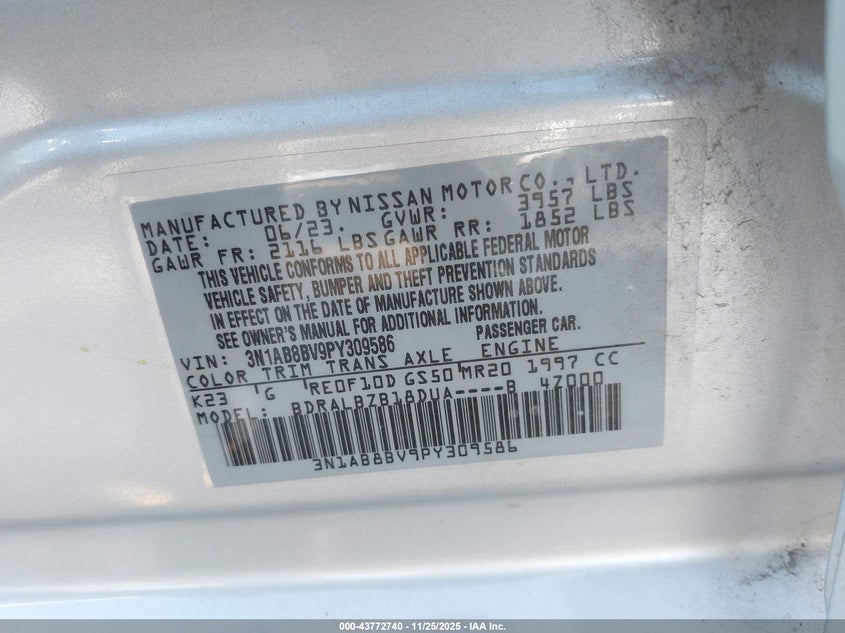 MANUFACTURED BY NISSAN MOTOR CO., LTD.
DATE: 06/23. GVWR: 3957 LBS
GAWR FR: 2116 LBS GAWR RR: 1852 LBS
THIS VEHICLE CONFORMS TO ALL APPLICABLE FEDERAL MOTOR
VEHICLE SAFETY, BUMPER AND THEFT PREVENTION STANDARDS
IN EFFECT ON THE DATE OF MANUFACTURE SHOWN ABOVE.
SEE OWNER'S MANUAL FOR ADDITIONAL INFORMATION.
VIN: 3N1AB8BV9PY309586 PASSENGER CAR.
COLOR TRIM TRANS AXLE ENGINE
K23 G RE0F10D GS50 MR20 1997 CC
MODEL: BDRALBZB18DUA----B 4Z000
3N1AB8BV9PY309586
000-43772740 - 11/25/2025 - IAA Inc.